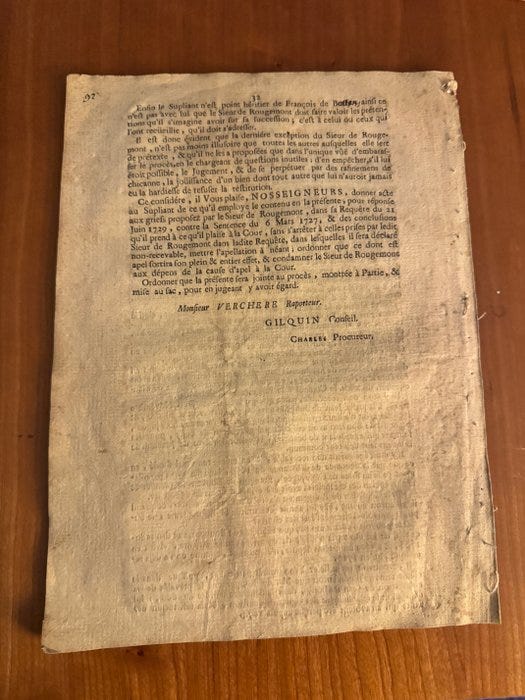 92
32
Enfin le Supliant n'est point héritier de François de ainsi ce
n'est pas avec lui que le Sieur de Rougemont doit faire valoir les préten-
tions qu'il s'imagine avoir sur sa succession; c'est à celui ou ceux qui
l'ont recüeillie, qu'il doit s'adresser.
Il est donc évident que la derniere exception du Sieur de Rouge-
mont, n'est pas moins illusoire que toutes les autres ausquelles elle sert
de prétexte, & qu'il ne les a proposées que dans l'unique vûë d'embaras-
ser le procès, en le chargeant de questions inutiles; d'en empêcher, s'il lui
étoit possible, le Jugement, & de se perpetuer par des rafinemens de
chicanne, la joüissance d'un bien dont tout autre que lui n'auroit jamais
eu la hardiesse de refuser la restitution.
Ce consideré, il Vous plaise, NOSSEIGNEURS, donner acte
au Supliant de ce qu'il employe le contenu en la présente, pour réponse
aux griefs proposez par le Sieur de Rougemont, dans sa Requête du 21
Juin 1729, contre la Sentence du 6 Mars 1727, & des conclusions
qu'il prend à ce qu'il plaise à la Cour, sans s'arrêter à celles prises par ledit
Sieur de Rougemont dans ladite Requête, dans lesquelles il sera déclaré
non-recevable, mettre l'apellation à néant; ordonner que ce dont est
apel sortira son plein & entier effet, & condamner le Sieur de Rougemont
aux dépens de la cause d'apel à la Cour.
Ordonner que la présente sera jointe au procès, montrée à Partie, &
mise au sac, pour en jugeant y avoir égard.
Monsieur VERCHERE Raporteur.
GILQUIN Conseil.
CHARLES Procureur.